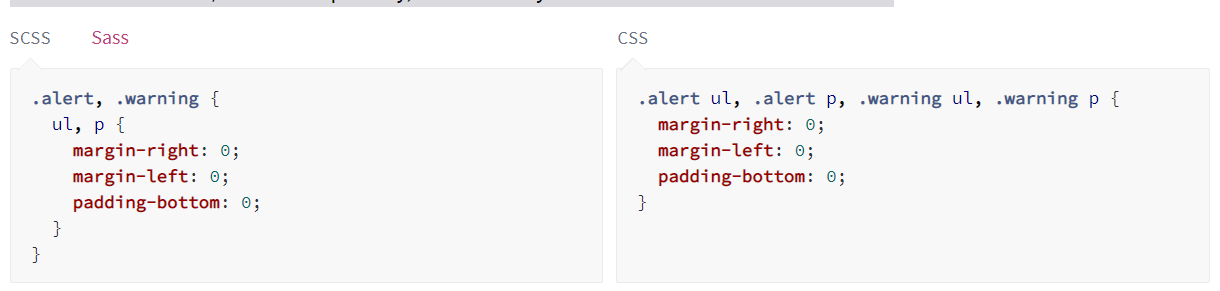 SCSS Sass
.alert, .warning {
  ul, p {
    margin-right: 0;
    margin-left: 0;
    padding-bottom: 0;
  }
}
CSS
.alert ul, .alert p, .warning ul, .warning p {
  margin-right: 0;
  margin-left: 0;
  padding-bottom: 0;
}